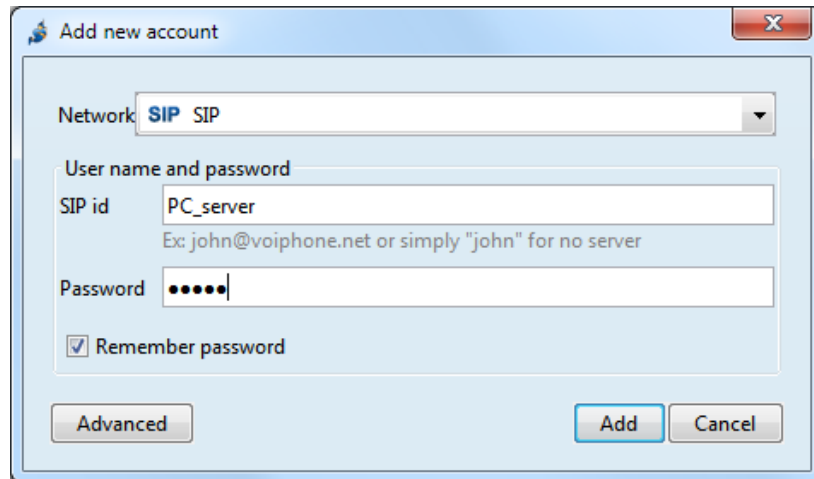 Add new account
Network SIP SIP
User name and password
SIP id PC_server
Ex: john@voiphone.net or simply "john" for no server
Password •••••
Remember password
Advanced Add Cancel